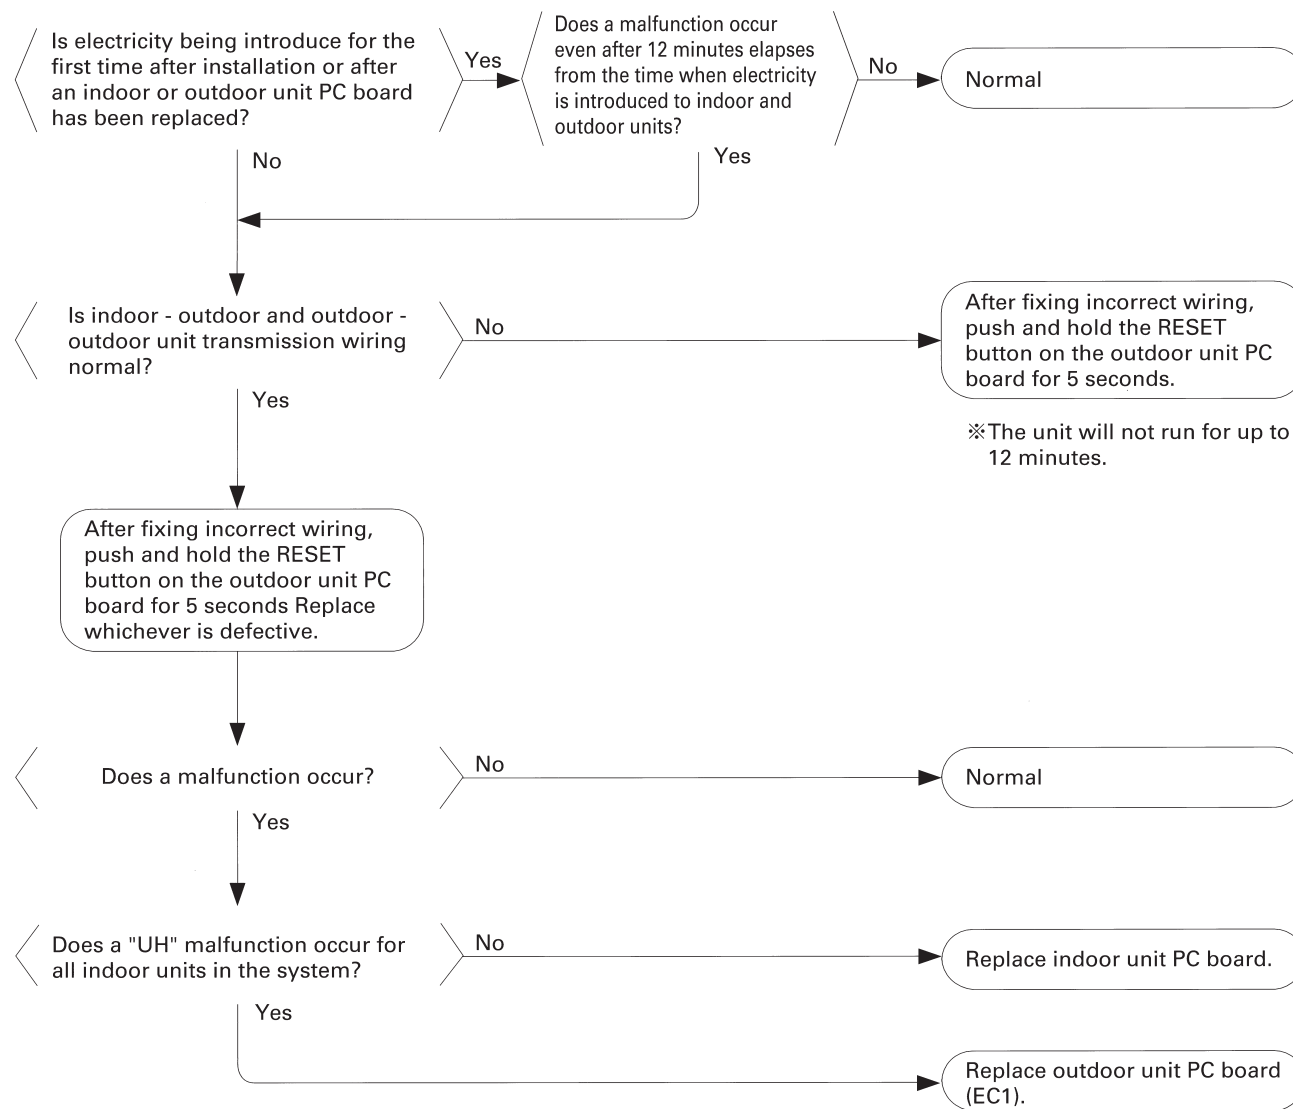 Is electricity being introduce for the
first time after installation or after
an indoor or outdoor unit PC board
has been replaced?
Yes
Does a malfunction occur
even after 12 minutes elapses
from the time when electricity
is introduced to indoor and
outdoor units?
No
Normal
No
Yes
Is indoor - outdoor and outdoor -
outdoor unit transmission wiring
normal?
No
After fixing incorrect wiring,
push and hold the RESET
button on the outdoor unit PC
board for 5 seconds.
※The unit will not run for up to
12 minutes.
Yes
After fixing incorrect wiring,
push and hold the RESET
button on the outdoor unit PC
board for 5 seconds Replace
whichever is defective.
Does a malfunction occur?
No
Normal
Yes
Does a "UH" malfunction occur for
all indoor units in the system?
No
Replace indoor unit PC board.
Yes
Replace outdoor unit PC board
(EC1).